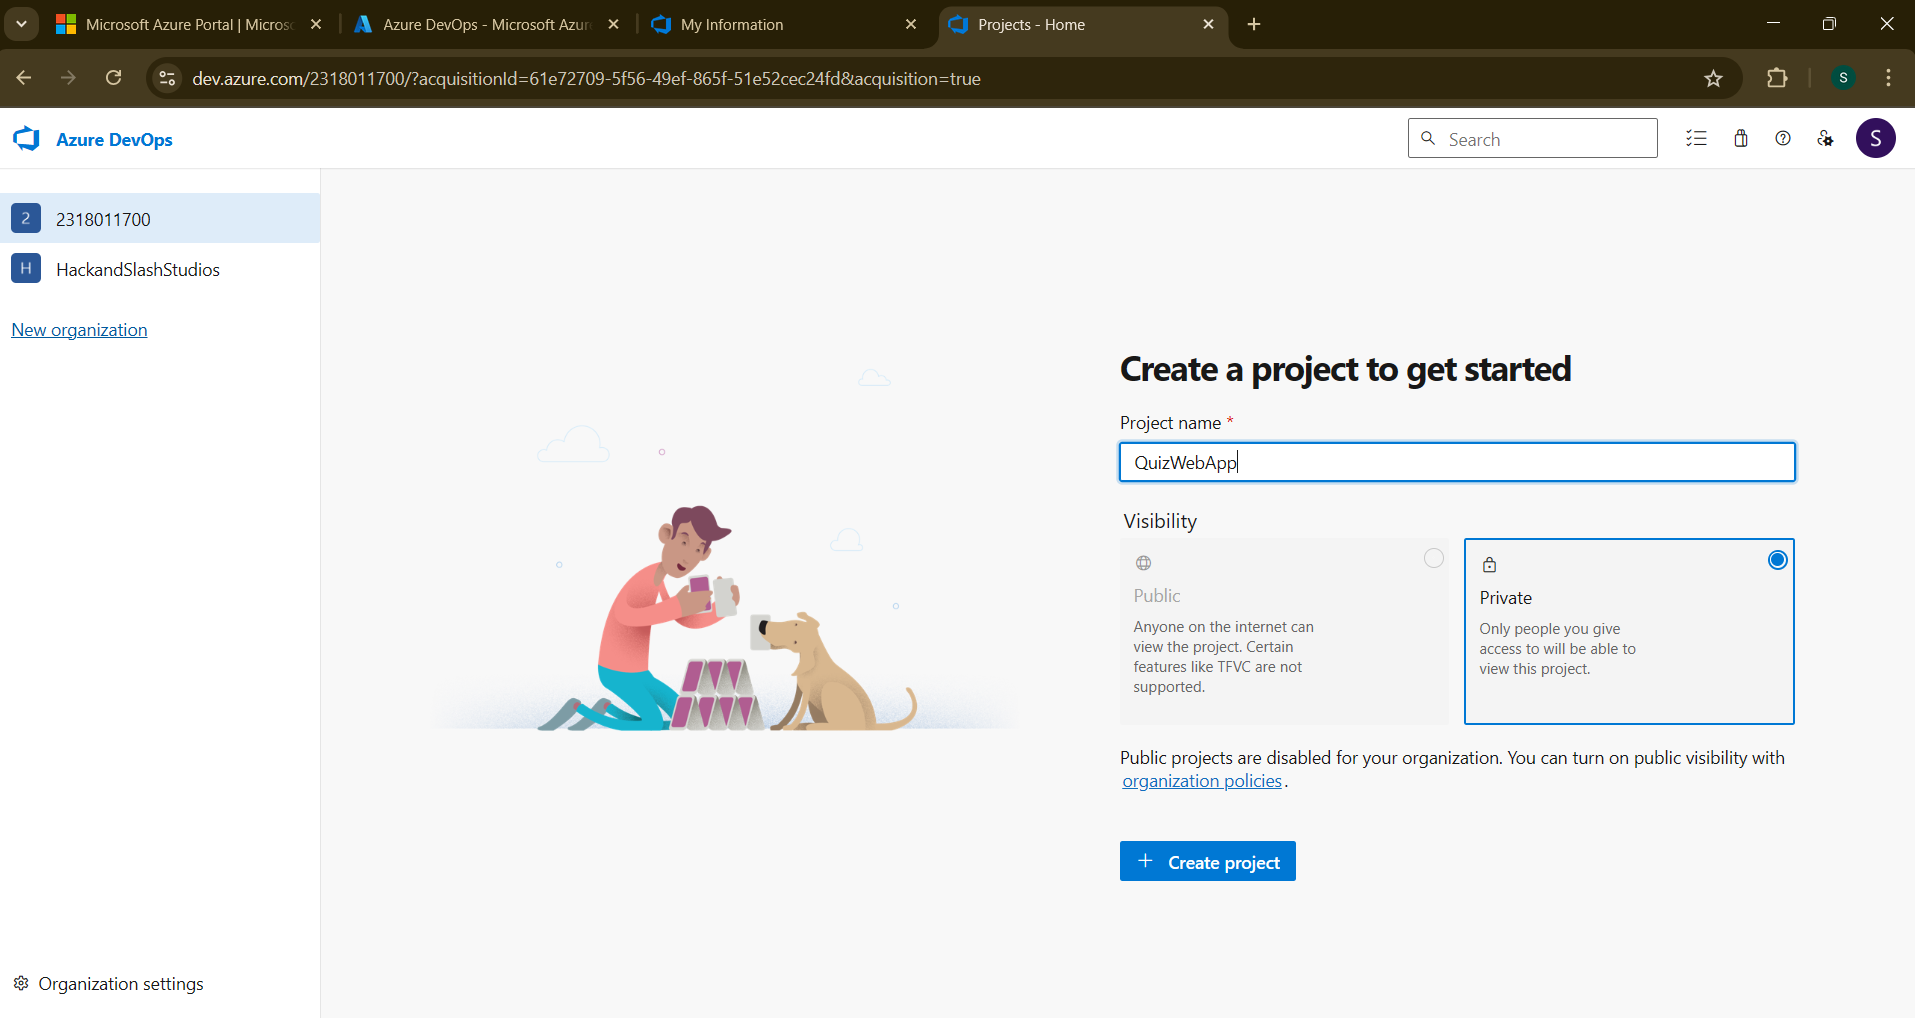 Microsoft Azure Portal | Micros
Azure DevOps - Microsoft Azur
My Information
Projects - Home
dev.azure.com/2318011700/?acquisitionId=61e72709-5f56-49ef-865f-51e52cec24fd&acquisition=true
S
Azure DevOps
Search
S
2 2318011700
H HackandSlashStudios
New organization
Create a project to get started
Project name *
QuizWebApp
Visibility
Public
Anyone on the internet can
view the project. Certain
features like TFVC are not
supported.
Private
Only people you give
access to will be able to
view this project.
Public projects are disabled for your organization. You can turn on public visibility with
organization policies.
+ Create project
Organization settings